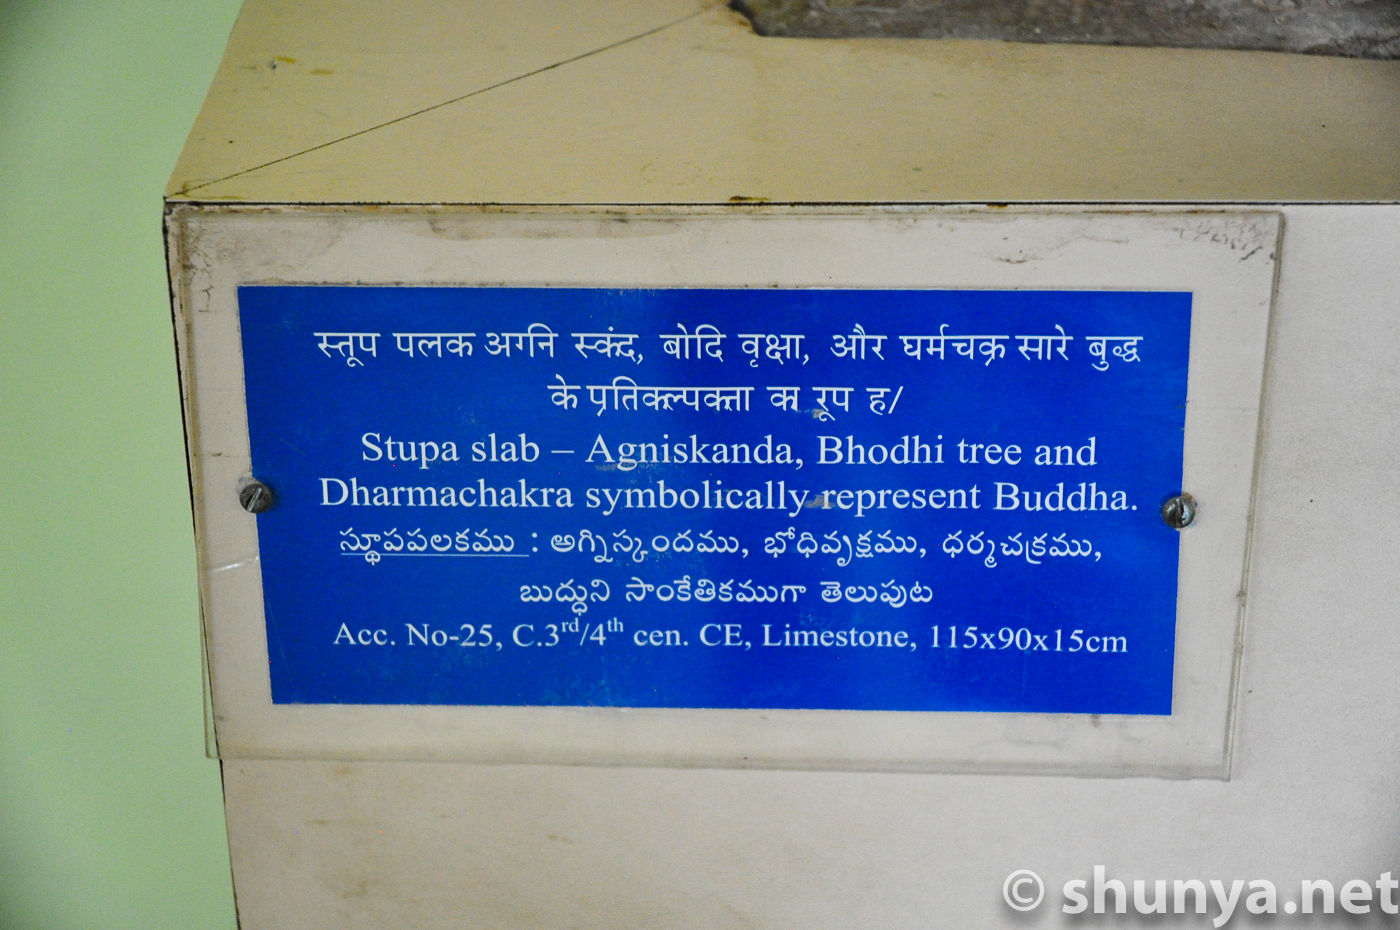 स्तूप पलक अग्नि स्कंद, बोदि वृक्षा, और घर्मचक्र सारे बुद्ध
के प्रतिकल्पक्ता का रूप ह/
Stupa slab – Agniskanda, Bhodhi tree and
Dharmachakra symbolically represent Buddha.
స్థూపపలకము : అగ్నిస్కందము, భోధివృక్షము, ధర్మచక్రము,
బుద్ధుని సాంకేతికముగా తెలుపుట
Acc. No-25, C.3rd/4th cen. CE, Limestone, 115x90x15cm
© shunya.net